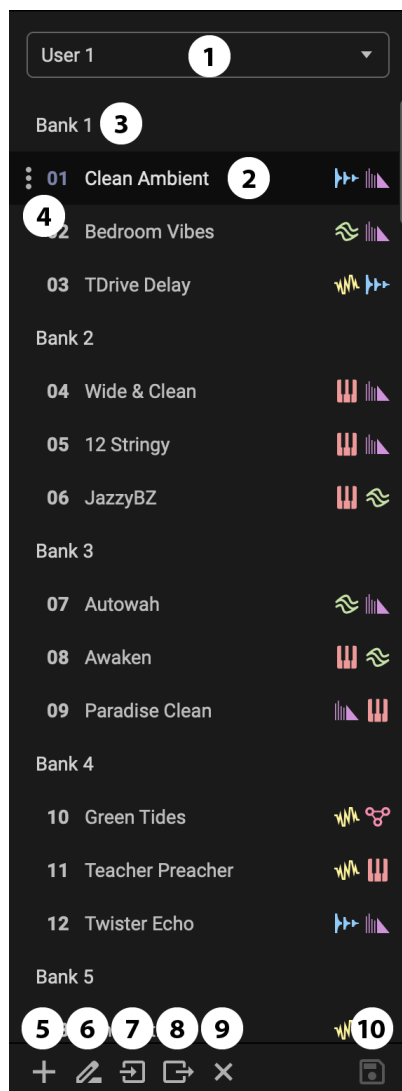 User 1
1
Bank 1
3
01 Clean Ambient
2
4
02 Bedroom Vibes
03 TDrive Delay
Bank 2
04 Wide & Clean
05 12 Stringy
06 JazzyBZ
Bank 3
07 Autowah
08 Awaken
09 Paradise Clean
Bank 4
10 Green Tides
11 Teacher Preacher
12 Twister Echo
Bank 5
5 6 7 8 9 10